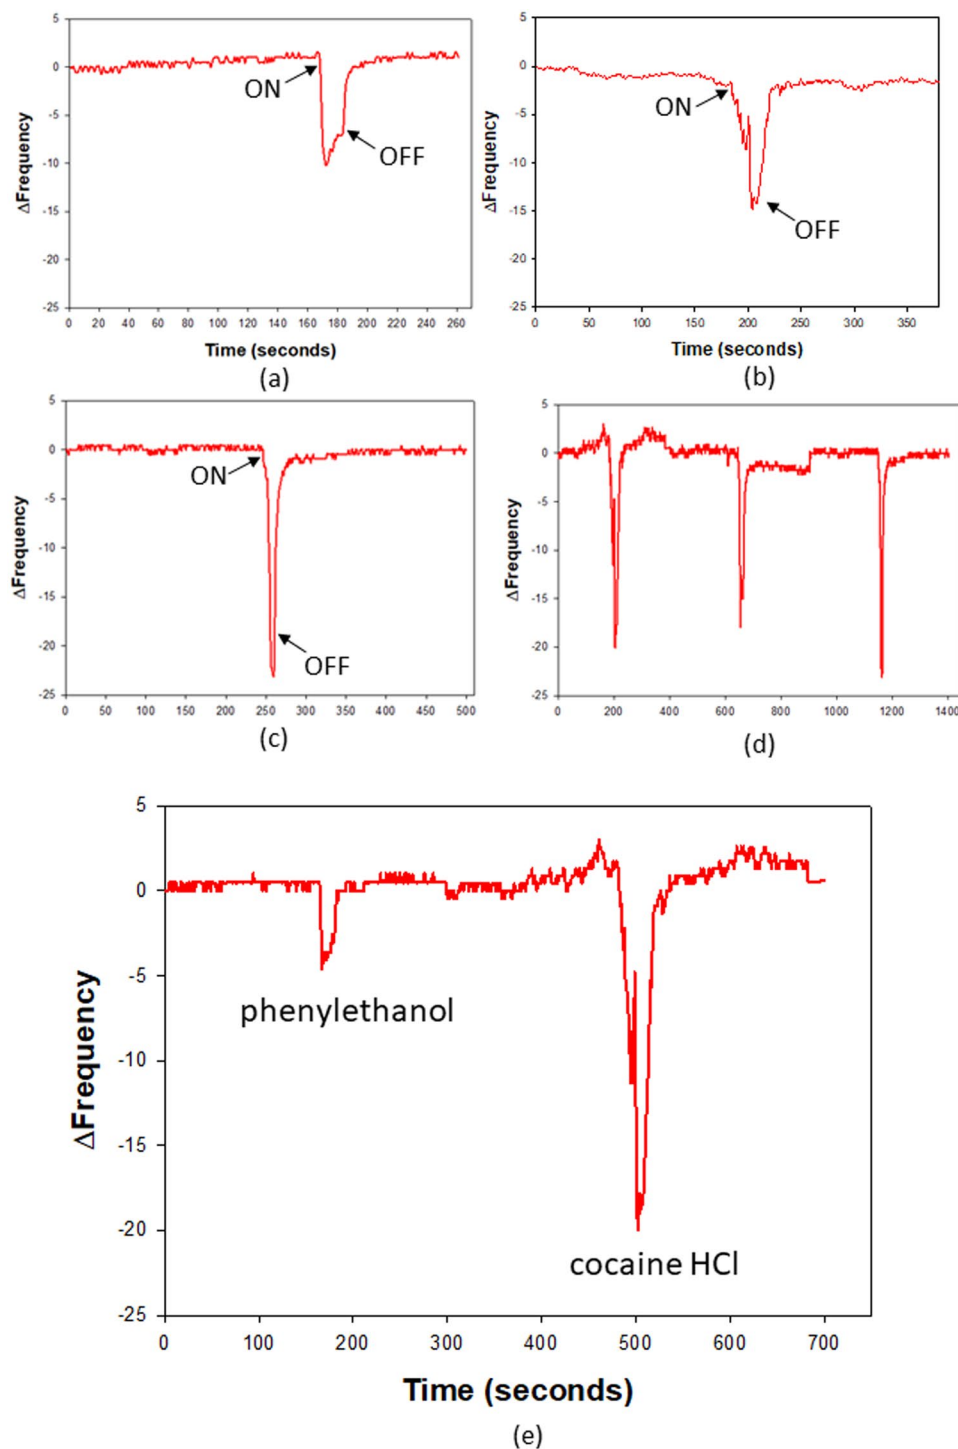 5
0
-5
-10
-15
-20
-25
ΔFrequency
ON
OFF
0 20 40 60 80 100 120 140 160 180 200 220 240 260
Time (seconds)
(a)
5
0
-5
-10
-15
-20
-25
ΔFrequency
ON
OFF
0 50 100 150 200 250 300 350
Time (seconds)
(b)
5
0
-5
-10
-15
-20
-25
ΔFrequency
ON
OFF
0 50 100 150 200 250 300 350 400 450 500
(c)
5
0
-5
-10
-15
-20
-25
ΔFrequency
0 200 400 600 800 1000 1200 1400
(d)
5
0
-5
-10
-15
-20
-25
ΔFrequency
phenylethanol
cocaine HCl
0 100 200 300 400 500 600 700
Time (seconds)
(e)